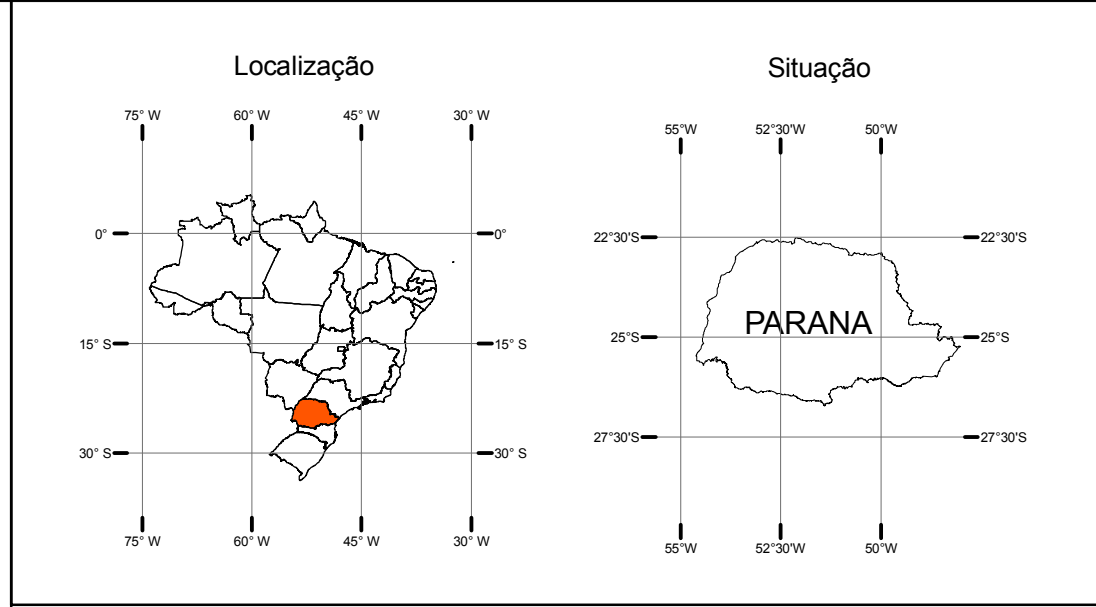 Localização
75° W 60° W 45° W 30° W
0° 0°
15° S 15° S
30° S 30° S
75° W 60° W 45° W 30° W
Situação
55°W 52°30'W 50°W
22°30'S 22°30'S
PARANA
25°S 25°S
27°30'S 27°30'S
55°W 52°30'W 50°W